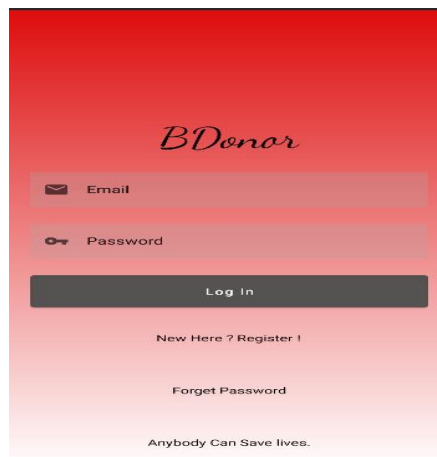 BDonor
Email
Password
Log In
New Here ? Register !
Forget Password
Anybody Can Save lives.